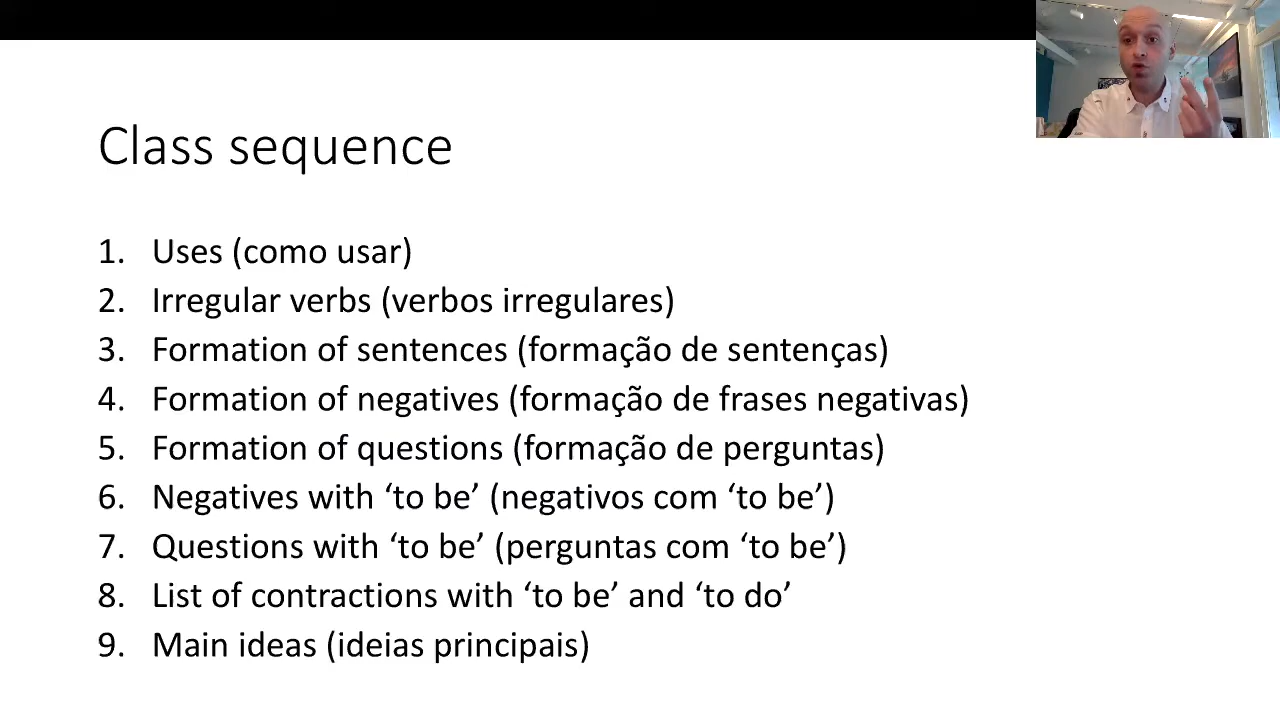 Class sequence
1. Uses (como usar)
2. Irregular verbs (verbos irregulares)
3. Formation of sentences (formação de sentenças)
4. Formation of negatives (formação de frases negativas)
5. Formation of questions (formação de perguntas)
6. Negatives with ‘to be’ (negativos com ‘to be’)
7. Questions with ‘to be’ (perguntas com ‘to be’)
8. List of contractions with ‘to be’ and ‘to do’
9. Main ideas (ideias principais)